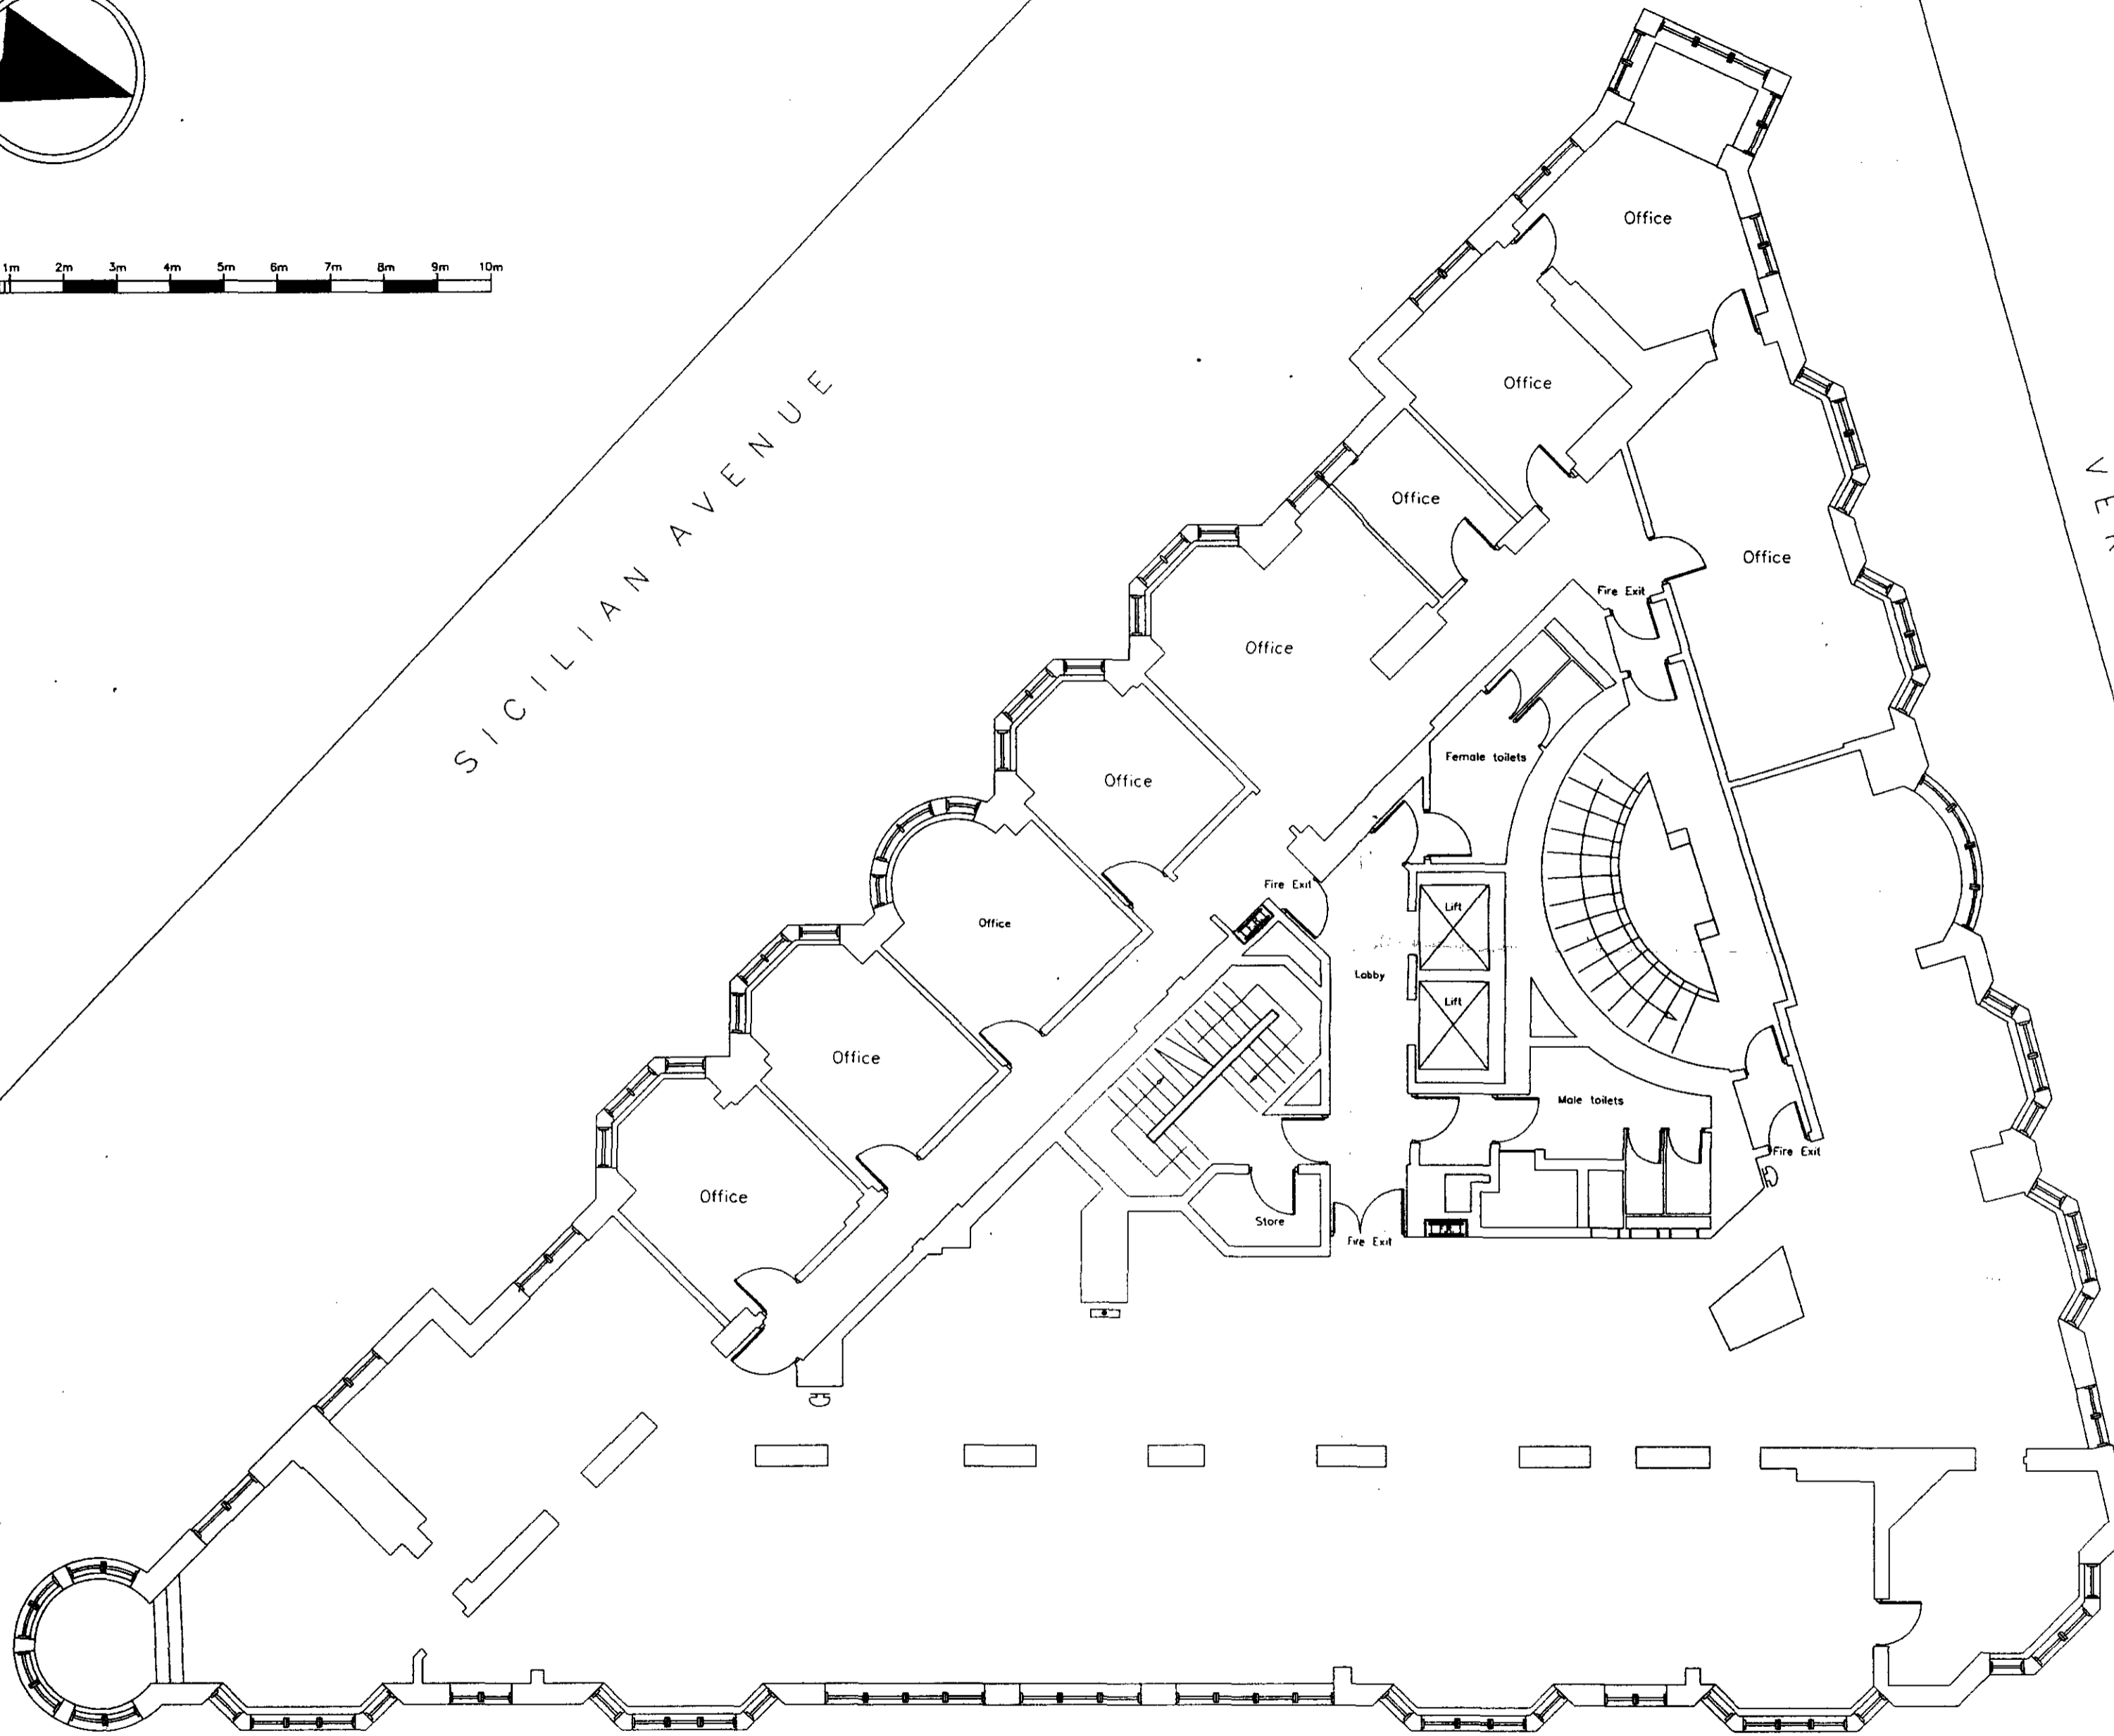 1m 2m 3m 4m 5m 6m 7m 8m 9m 10m
SICILIAN AVENUE
VER
Office
Office
Office
Office
Fire Exit
Office
Female toilets
Office
Fire Exit
Lift
Office
Lobby
Lift
Office
Male toilets
Fire Exit
Office
Store
Fire Exit